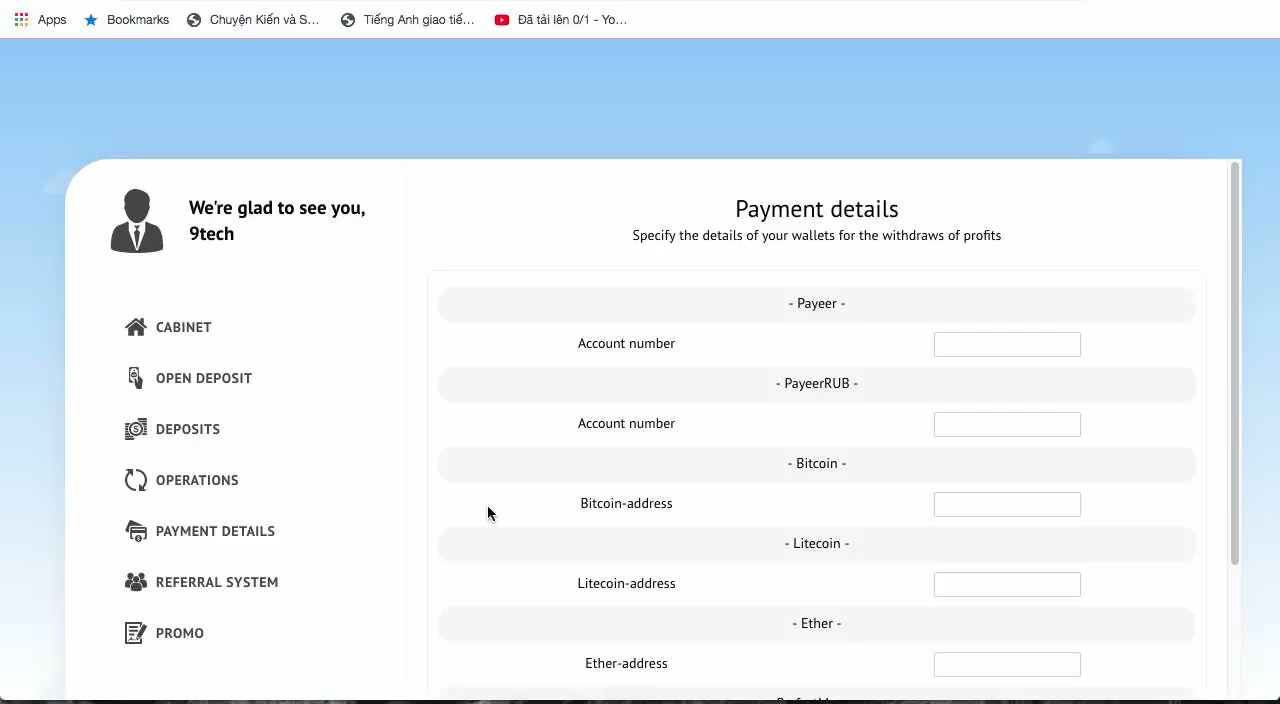 Apps
Bookmarks
Chuyện Kiến và S...
Tiếng Anh giao tiế...
Đã tải lên 0/1 - Yo...
We're glad to see you,
9tech
CABINET
OPEN DEPOSIT
DEPOSITS
OPERATIONS
PAYMENT DETAILS
REFERRAL SYSTEM
PROMO
Payment details
Specify the details of your wallets for the withdraws of profits
- Payeer -
Account number
- PayeerRUB -
Account number
- Bitcoin -
Bitcoin-address
- Litecoin -
Litecoin-address
- Ether -
Ether-address